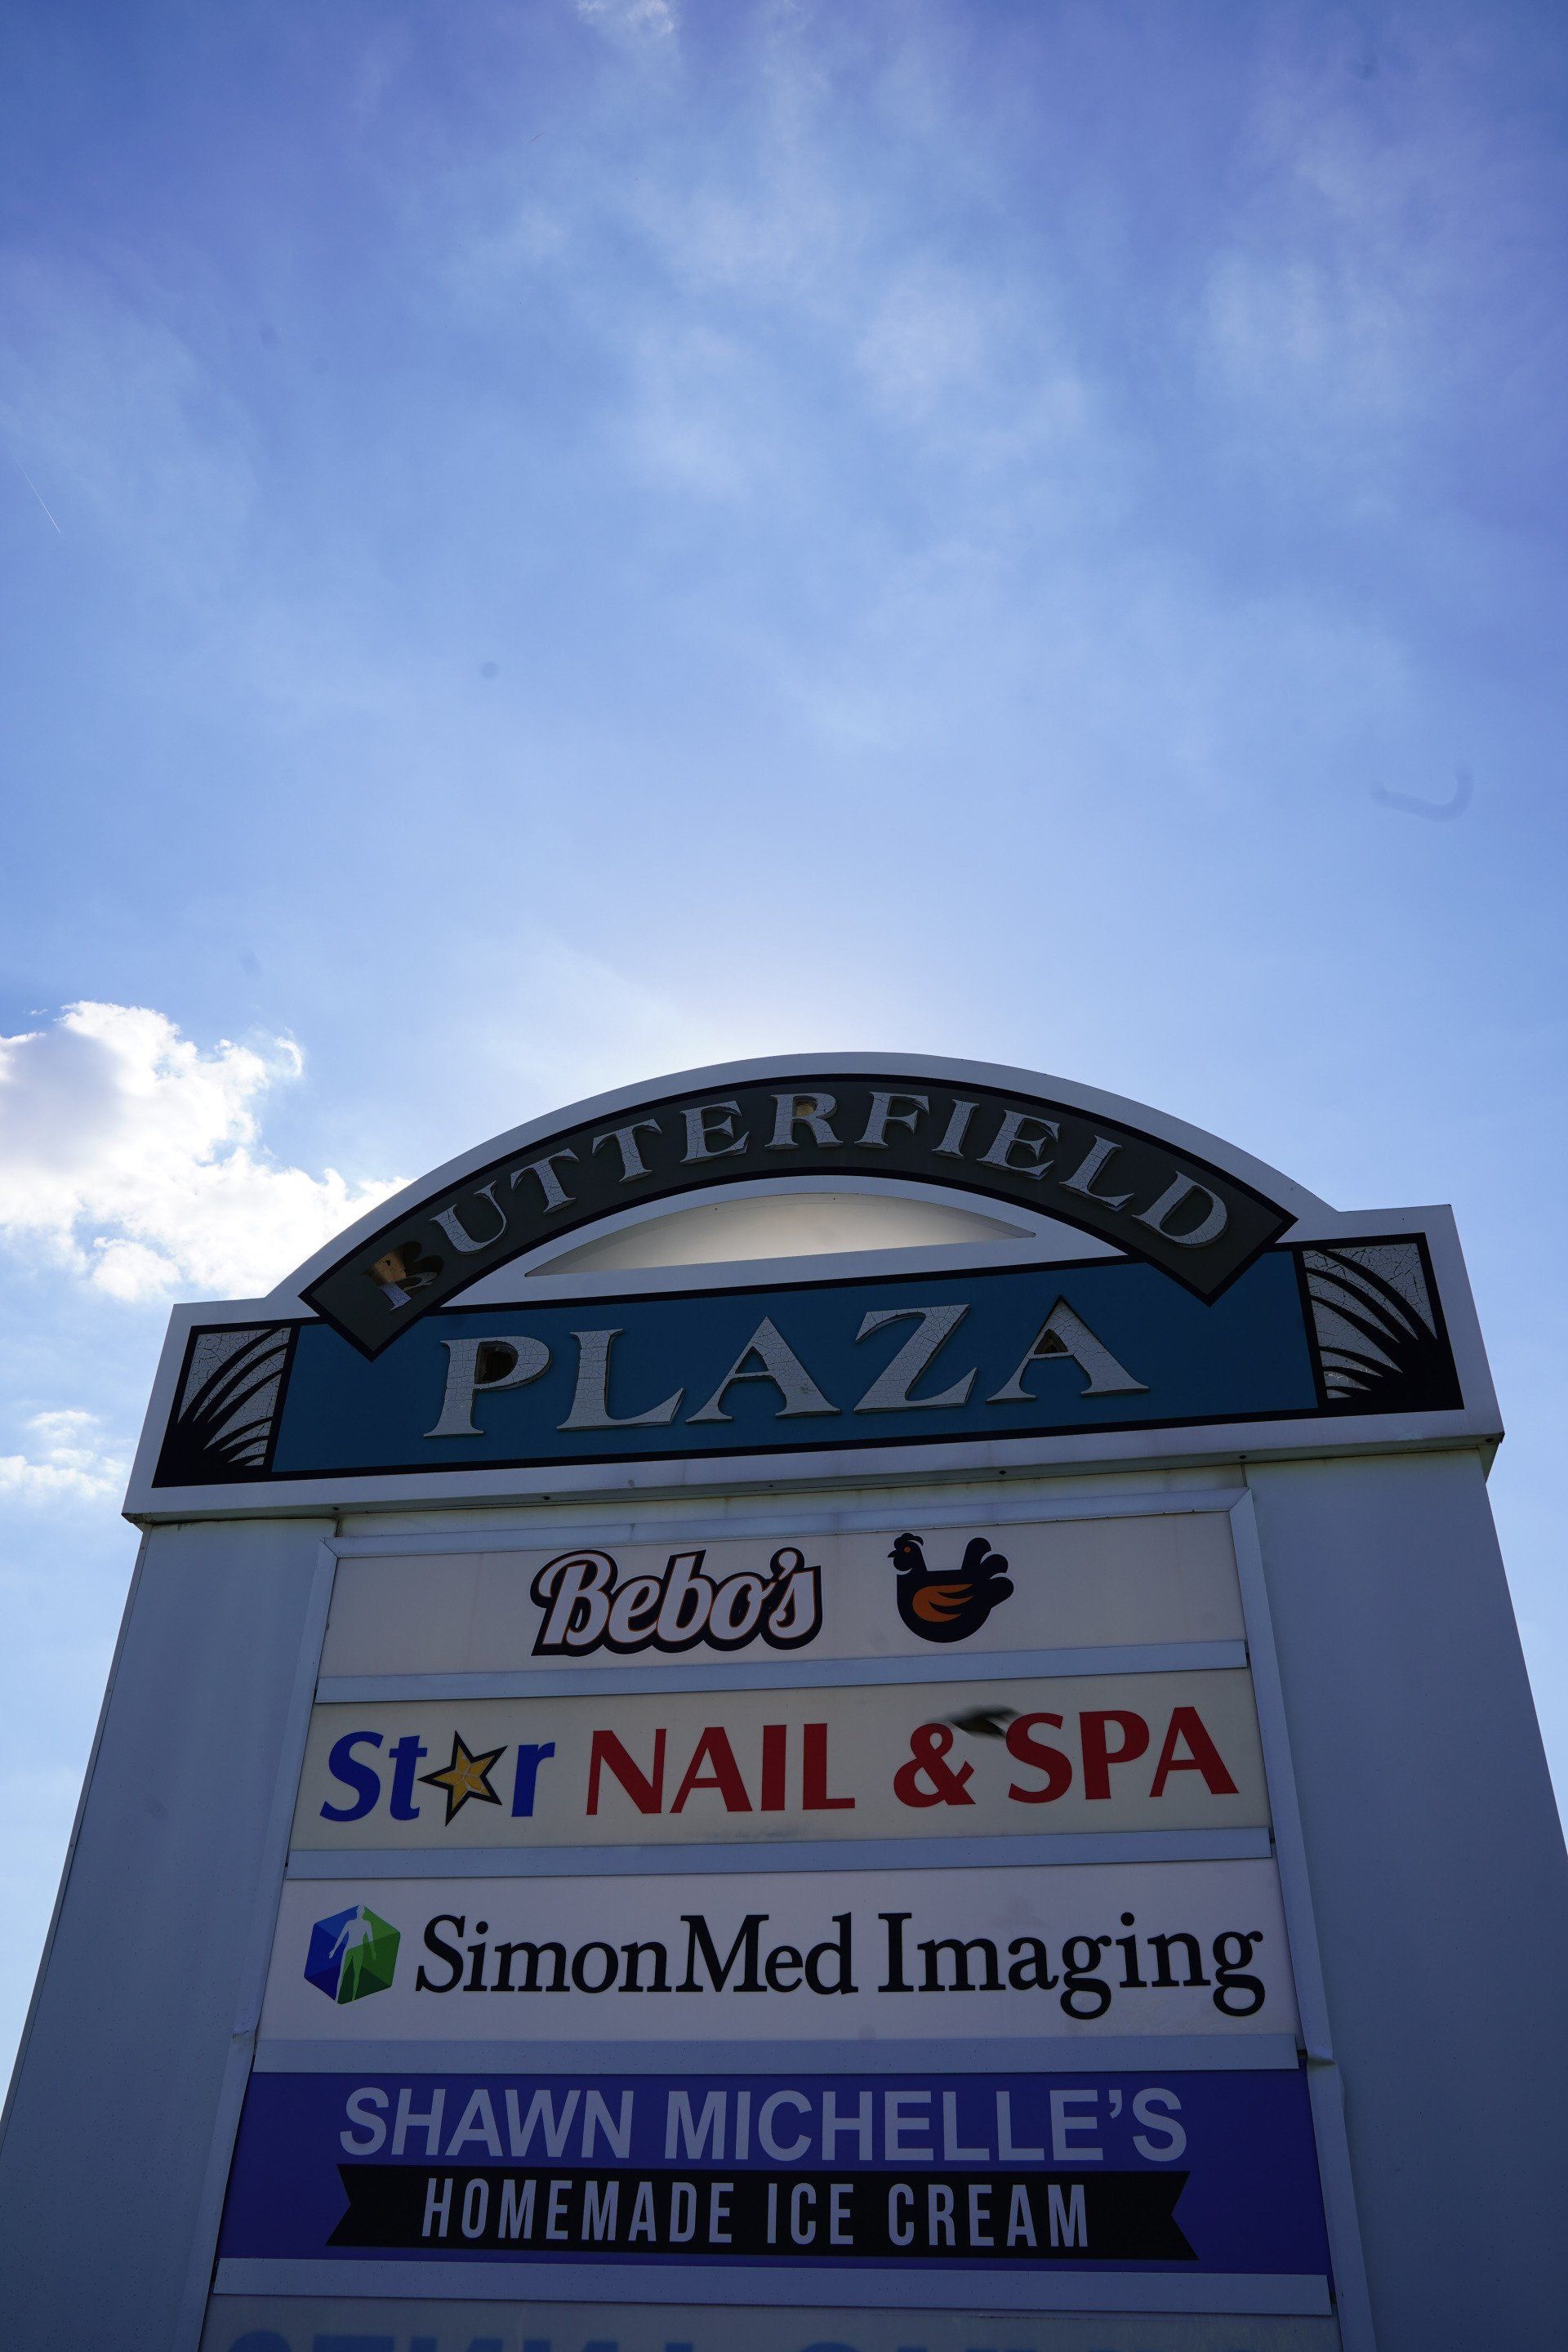 BUTTERFIELD
PLAZA
Bebo's
Star NAIL & SPA
SimonMed Imaging
SHAWN MICHELLE'S
HOMEMADE ICE CREAM